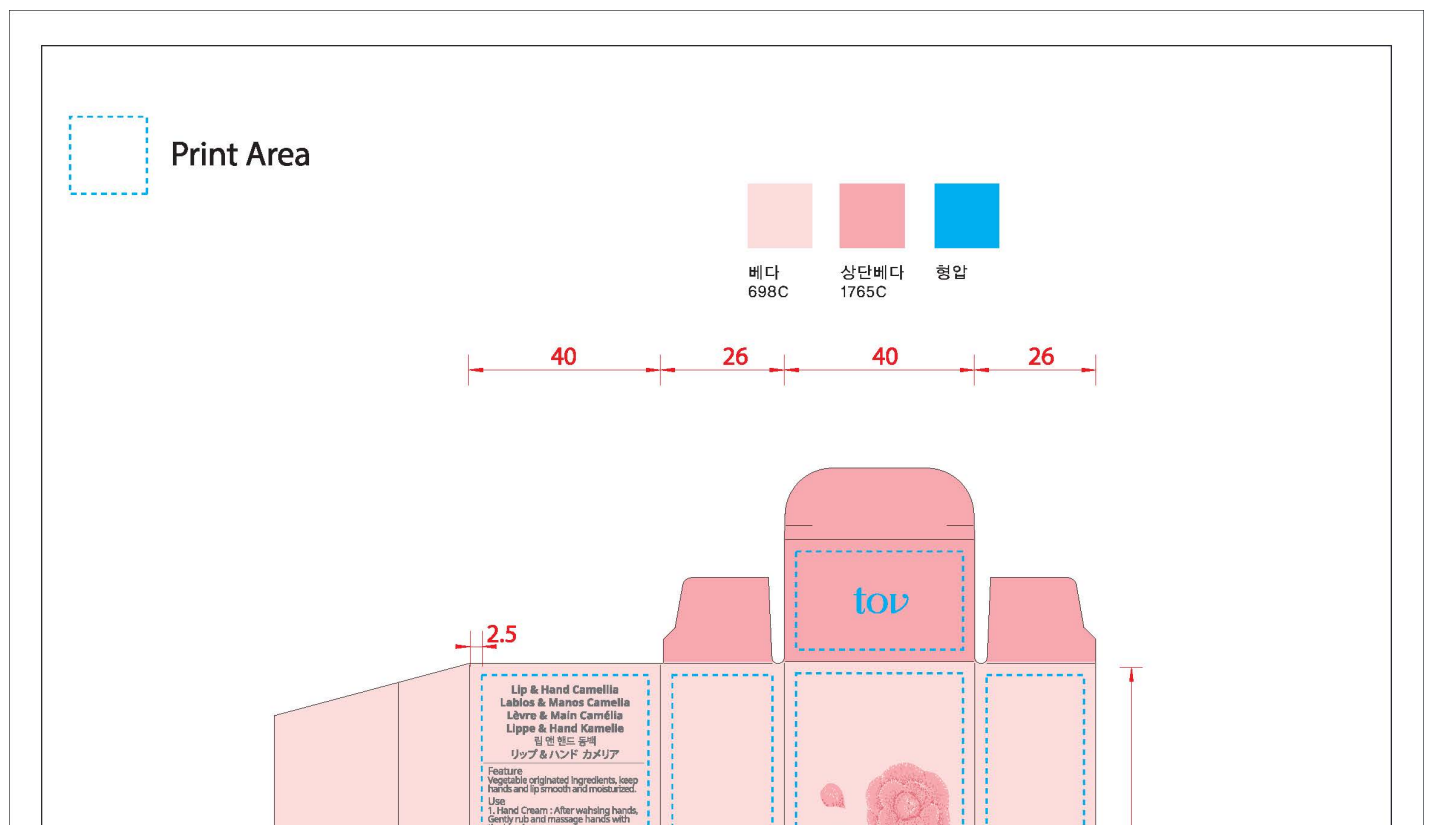 Print Area
베다
698C
상단베다
1765C
형압
40
26
40
26
tov
2.5
Lip & Hand Camellia
Lablos & Manos Camella
Lèvre & Main Camélia
Lippe & Hand Kamelle
립 앤 핸드 동백
リップ & ハンド カメリア
Feature
Vegetable originated ingredients, keep
hands and lip smooth and moisturized.
Use
1. Hand Cream : After wahsing hands,
Gently rub and massage hands with